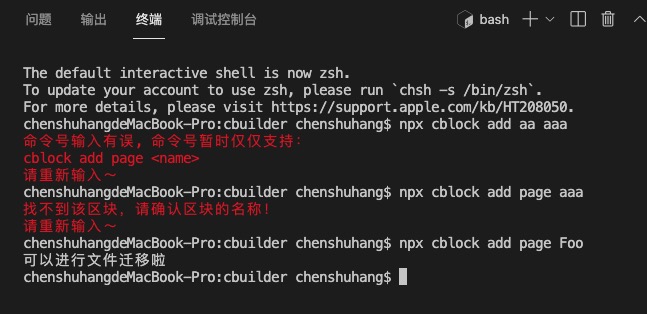 问题 输出 终端 调试控制台 bash
The default interactive shell is now zsh.
To update your account to use zsh, please run `chsh -s /bin/zsh`.
For more details, please visit https://support.apple.com/kb/HT208050.
chenshuhangdeMacBook-Pro:cbuilder chenshuhang$ npx cblock add aa aaa
命令号输入有误, 命令号暂时仅仅支持:
cblock add page <name>
请重新输入~
chenshuhangdeMacBook-Pro:cbuilder chenshuhang$ npx cblock add page aaa
找不到该区块, 请确认区块的名称!
请重新输入~
chenshuhangdeMacBook-Pro:cbuilder chenshuhang$ npx cblock add page Foo
可以进行文件迁移啦
chenshuhangdeMacBook-Pro:cbuilder chenshuhang$